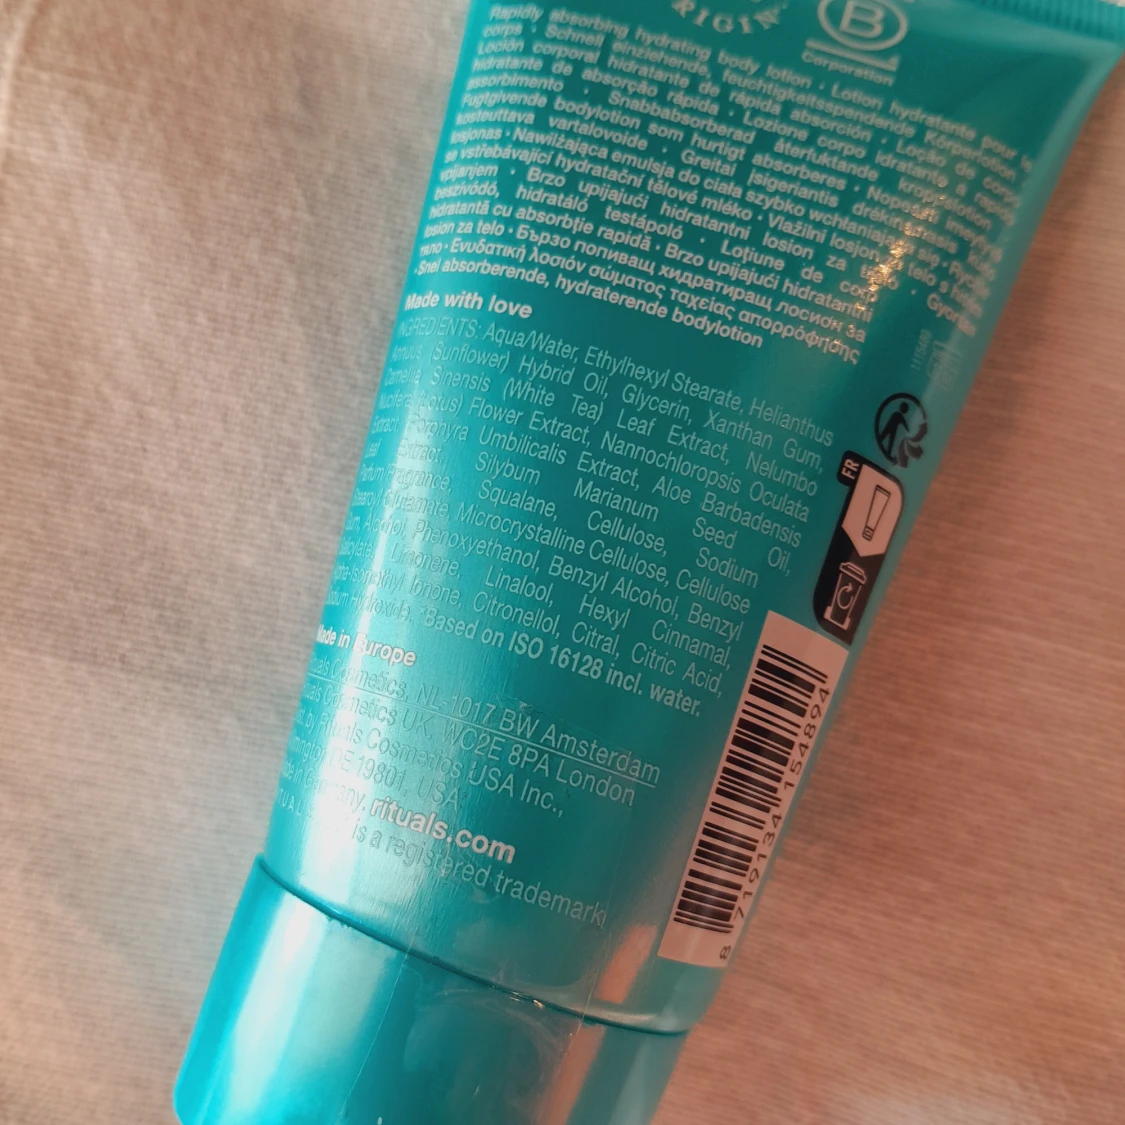 RIGIN
B
Corporation
Rapidly absorbing hydrating body lotion · Lotion hydratante pour le
corps · Schnell einziehende, feuchtigkeitsspendende Körperlotion ·
Loción corporal hidratante de rápida absorción · Loção de corpo
hidratante de absorção rápida · Lozione corpo idratante a rapido
assorbimento · Snabbabsorberad återfuktande kroppslotion ·
Fugtgivende bodylotion som hurtigt absorberes · Nopeasti imeytyvä
kosteuttava vartalovoide · Greitai įsigeriantis drėkinamasis kūno
losjonas · Nawilżająca emulsja do ciała szybko wchłaniająca się · Rychle
se vstřebávající hydratační tělové mléko · Vlažilni losjon za telo, s hitrim
vpijanjem · Brzo upijajući hidratantni losion za telo · Gyorsan
beszívódó, hidratáló testápoló · Loțiune de corp
hidratantă cu absorbție rapidă · Brzo upijajući hidratantni
losion za telo · Бързо попиващ хидратиращ лосион за
тяло · Ενυδατική λοσιόν σώματος ταχείας απορρόφησης
· Snel absorberende, hydraterende bodylotion
Made with love
INGREDIENTS: Aqua/Water, Ethylhexyl Stearate, Helianthus
Annuus (Sunflower) Hybrid Oil, Glycerin, Xanthan Gum,
Camellia Sinensis (White Tea) Leaf Extract, Nelumbo
Nucifera (Lotus) Flower Extract, Nannochloropsis Oculata
Extract, Porphyra Umbilicalis Extract, Aloe Barbadensis
Leaf Extract, Silybum Marianum Seed Oil,
Parfum/Fragrance, Squalane, Cellulose, Sodium
Stearoyl Glutamate, Microcrystalline Cellulose, Cellulose
Gum, Alcohol, Phenoxyethanol, Benzyl Alcohol, Benzyl
Salicylate, Limonene, Linalool, Hexyl Cinnamal,
Alpha-Isomethyl Ionone, Citronellol, Citral, Citric Acid,
Sodium Hydroxide. *Based on ISO 16128 incl. water.
Made in Europe
Rituals Cosmetics, NL-1017 BW Amsterdam
Rituals Cosmetics UK, WC2E 8PA London
Dist. by Rituals Cosmetics USA Inc.,
Wilmington, DE 19801, USA.
Made in Germany. rituals.com
RITUALS is a registered trademark
FR
8 719134 154894